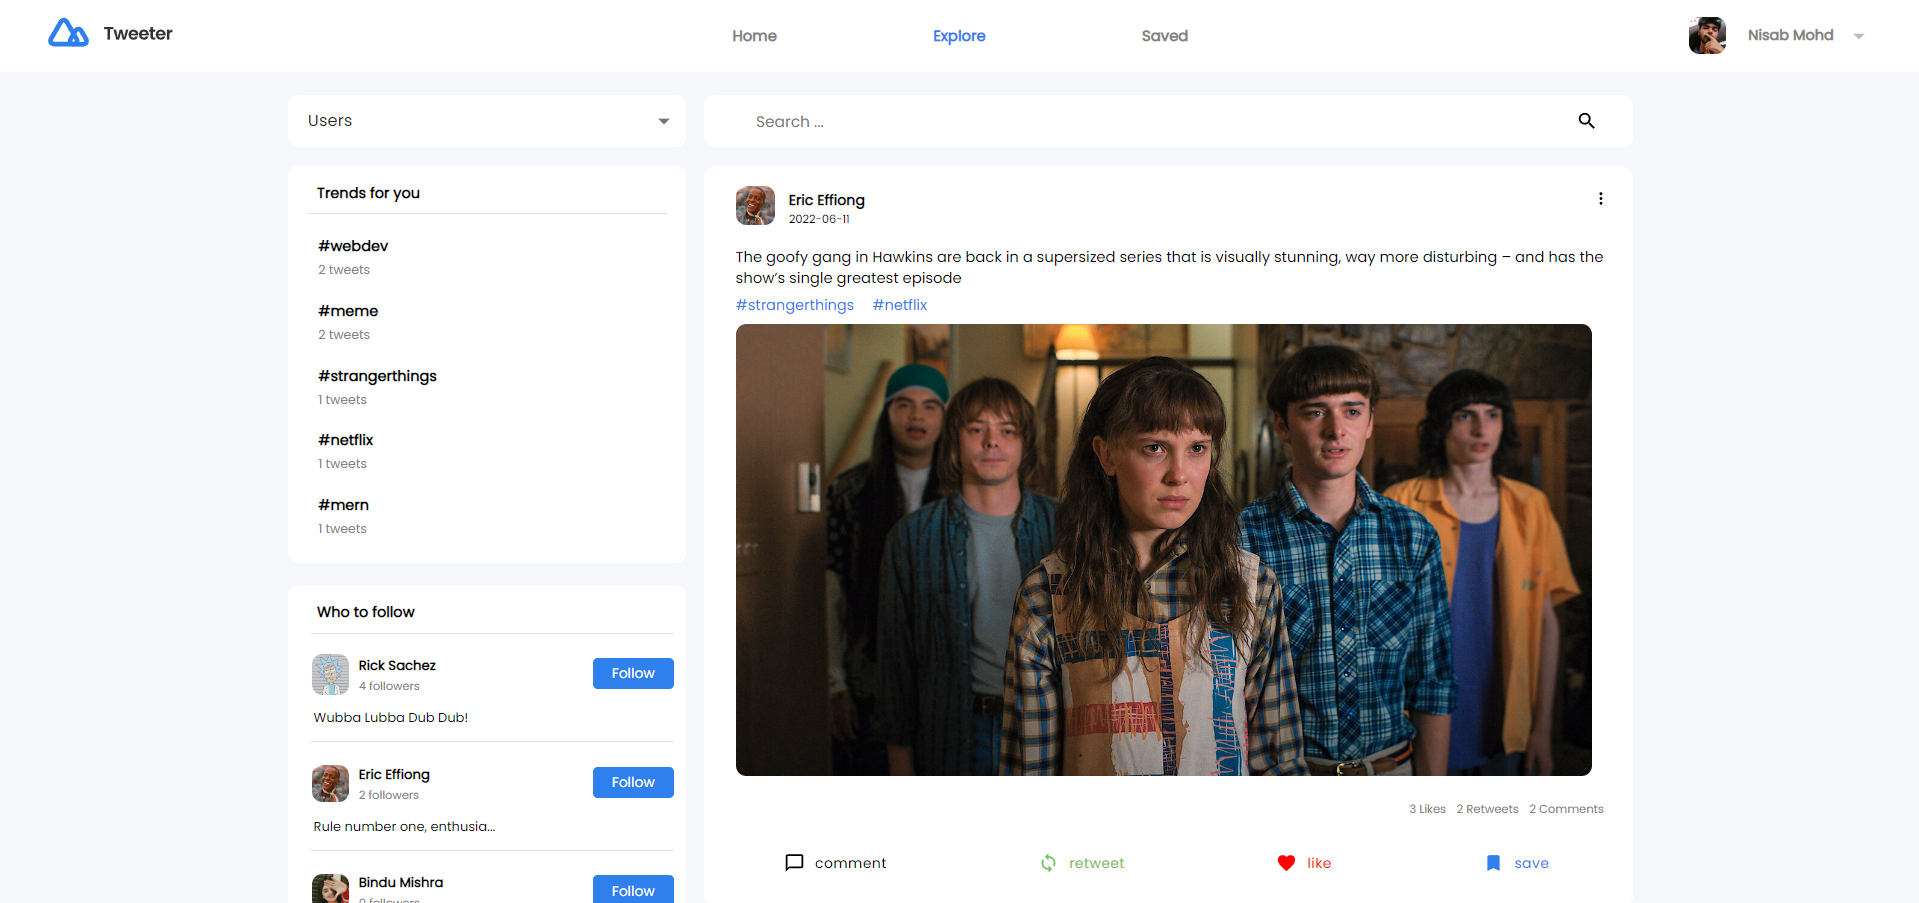 Tweeter
Home
Explore
Saved
Nisab Mohd
Users
Search ...
Trends for you
#webdev
2 tweets
#meme
2 tweets
#strangerthings
1 tweets
#netflix
1 tweets
#mern
1 tweets
Who to follow
Rick Sachez
4 followers
Follow
Wubba Lubba Dub Dub!
Eric Effiong
2 followers
Follow
Rule number one, enthusia...
Bindu Mishra
0 followers
Follow
Eric Effiong
2022-06-11
The goofy gang in Hawkins are back in a supersized series that is visually stunning, way more disturbing – and has the
show’s single greatest episode
#strangerthings #netflix
3 Likes 2 Retweets 2 Comments
comment
retweet
like
save